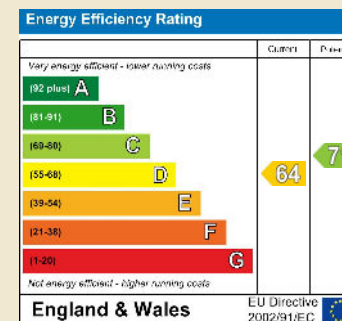 Energy Efficiency Rating
Current
Very energy efficient - lower running costs
(92 plus) A
(81-91) B
(69-80) C
(55-68) D 64
(39-54) E
(21-38) F
(1-20) G
Not energy efficient - higher running costs
England & Wales
EU Directive
2002/91/EC